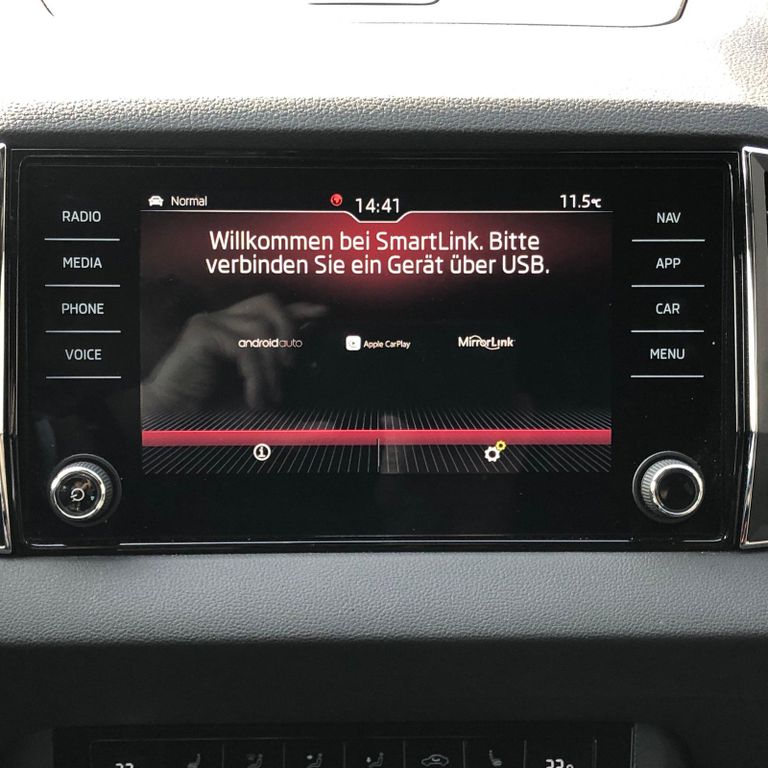 Normal 14:41 11.5°C
RADIO
MEDIA
PHONE
VOICE
Willkommen bei SmartLink. Bitte
verbinden Sie ein Gerät über USB.
androidauto Apple CarPlay MirrorLink
NAV
APP
CAR
MENU